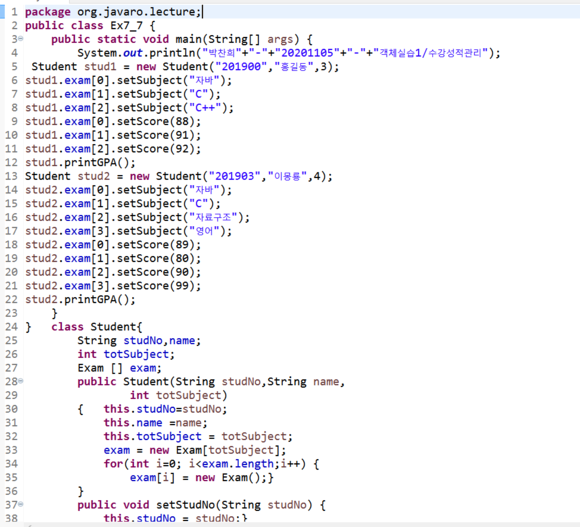 1 package org.javaro.lecture;
2 public class Ex7_7 {
3 public static void main(String[] args) {
4 System.out.println("박찬희"+"-"+"20201105"+"-"+"객체실습1/수강성적관리");
5 Student stud1 = new Student("201900","홍길동",3);
6 stud1.exam[0].setSubject("자바");
7 stud1.exam[1].setSubject("C");
8 stud1.exam[2].setSubject("C++");
9 stud1.exam[0].setScore(88);
10 stud1.exam[1].setScore(91);
11 stud1.exam[2].setScore(92);
12 stud1.printGPA();
13 Student stud2 = new Student("201903","이몽룡",4);
14 stud2.exam[0].setSubject("자바");
15 stud2.exam[1].setSubject("C");
16 stud2.exam[2].setSubject("자료구조");
17 stud2.exam[3].setSubject("영어");
18 stud2.exam[0].setScore(89);
19 stud2.exam[1].setScore(80);
20 stud2.exam[2].setScore(90);
21 stud2.exam[3].setScore(99);
22 stud2.printGPA();
23 }
24 } class Student{
25 String studNo,name;
26 int totSubject;
27 Exam [] exam;
28 public Student(String studNo,String name,
29 int totSubject)
30 { this.studNo=studNo;
31 this.name =name;
32 this.totSubject = totSubject;
33 exam = new Exam[totSubject];
34 for(int i=0; i<exam.length;i++) {
35 exam[i] = new Exam();}
36 }
37 public void setStudNo(String studNo) {
38 this.studNo = studNo;}